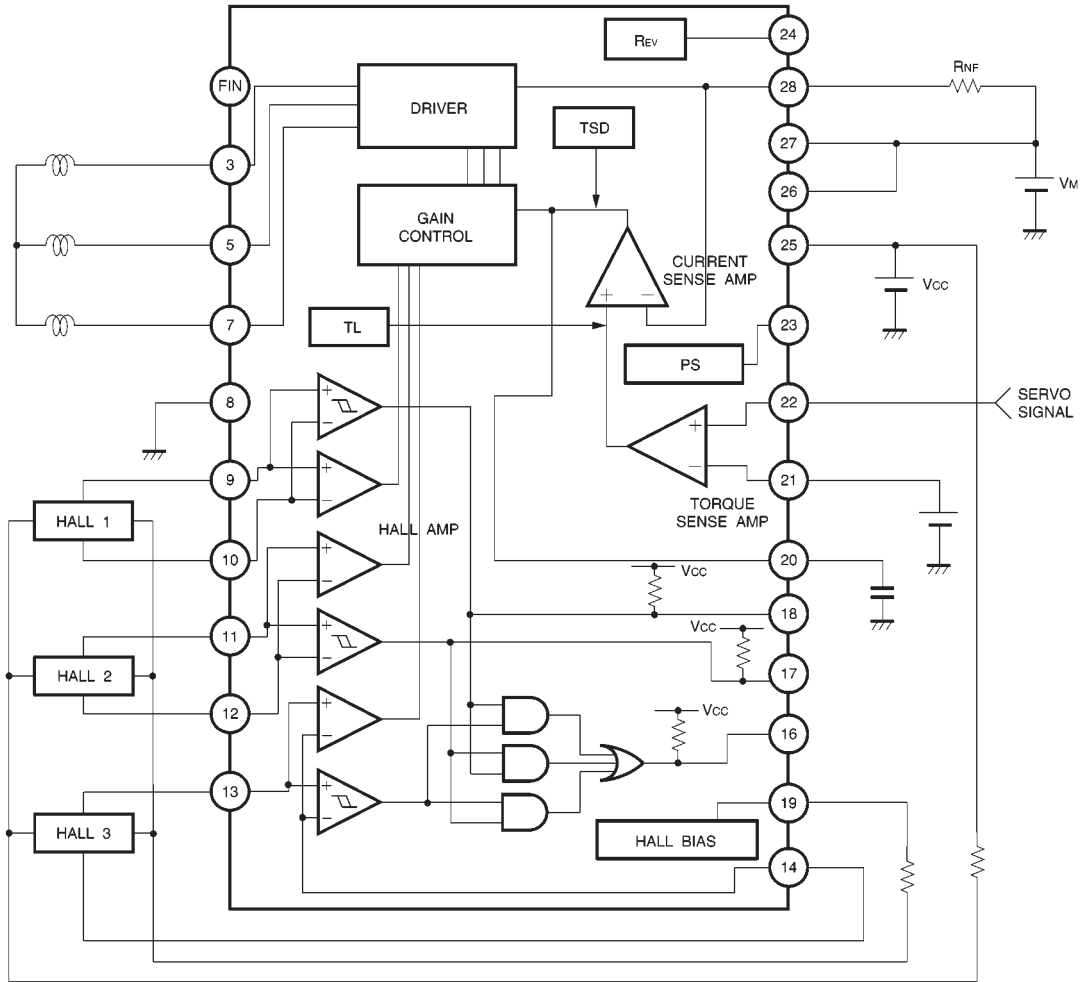 REV
24
FIN
DRIVER
28
RNF
TSD
27
3
26
VM
GAIN
CONTROL
5
25
CURRENT
SENSE AMP
+
−
VCC
7
TL
23
PS
8
+
−
22
SERVO
SIGNAL
+
−
9
+
−
21
HALL 1
TORQUE
SENSE AMP
HALL AMP
10
+
−
20
VCC
18
11
+
−
VCC
17
HALL 2
12
+
−
VCC
16
13
+
−
19
HALL 3
HALL BIAS
14